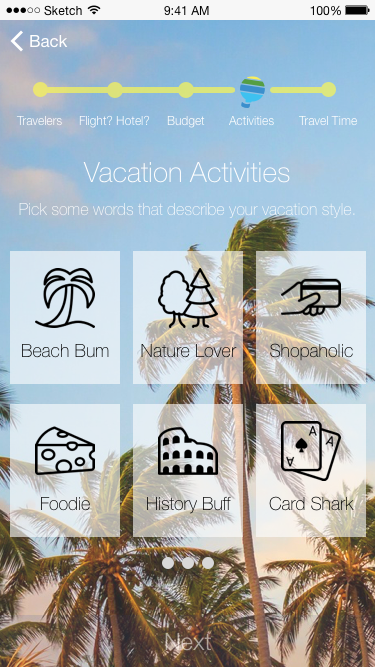 Sketch 9:41 AM 100%
Back
Travelers Flight? Hotel? Budget Activities Travel Time
Vacation Activities
Pick some words that describe your vacation style.
Beach Bum Nature Lover Shopaholic
A A A
Foodie History Buff Card Shark
Next